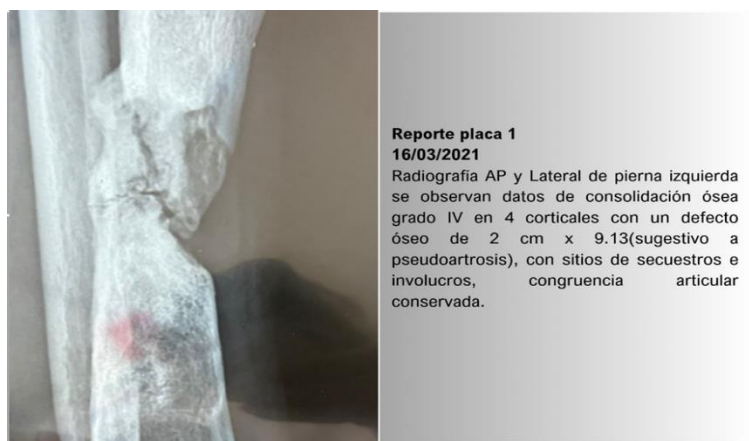 Reporte placa 1
16/03/2021
Radiografía AP y Lateral de pierna izquierda
se observan datos de consolidación ósea
grado IV en 4 corticales con un defecto
óseo de 2 cm x 9.13(sugestivo a
pseudoartrosis), con sitios de secuestros e
involucros, congruencia articular
conservada.